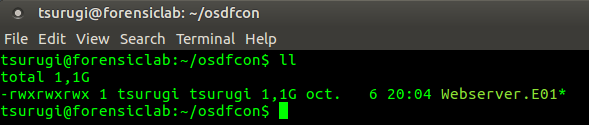 tsurugi@forensiclab: ~/osdfcon
File Edit View Search Terminal Help
tsurugi@forensiclab:~/osdfcon$ ll
total 1,1G
-rwxrwxrwx 1 tsurugi tsurugi 1,1G oct.   6 20:04 Webserver.E01*
tsurugi@forensiclab:~/osdfcon$